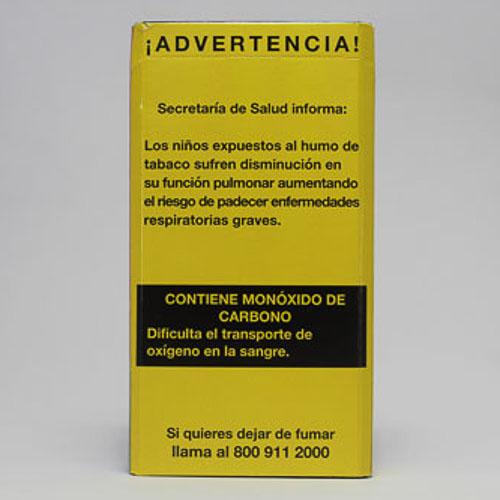 ¡ADVERTENCIA!
Secretaría de Salud informa:
Los niños expuestos al humo de
tabaco sufren disminución en
su función pulmonar aumentando
el riesgo de padecer enfermedades
respiratorias graves.
CONTIENE MONÓXIDO DE
CARBONO
Dificulta el transporte de
oxígeno en la sangre.
Si quieres dejar de fumar
llama al 800 911 2000